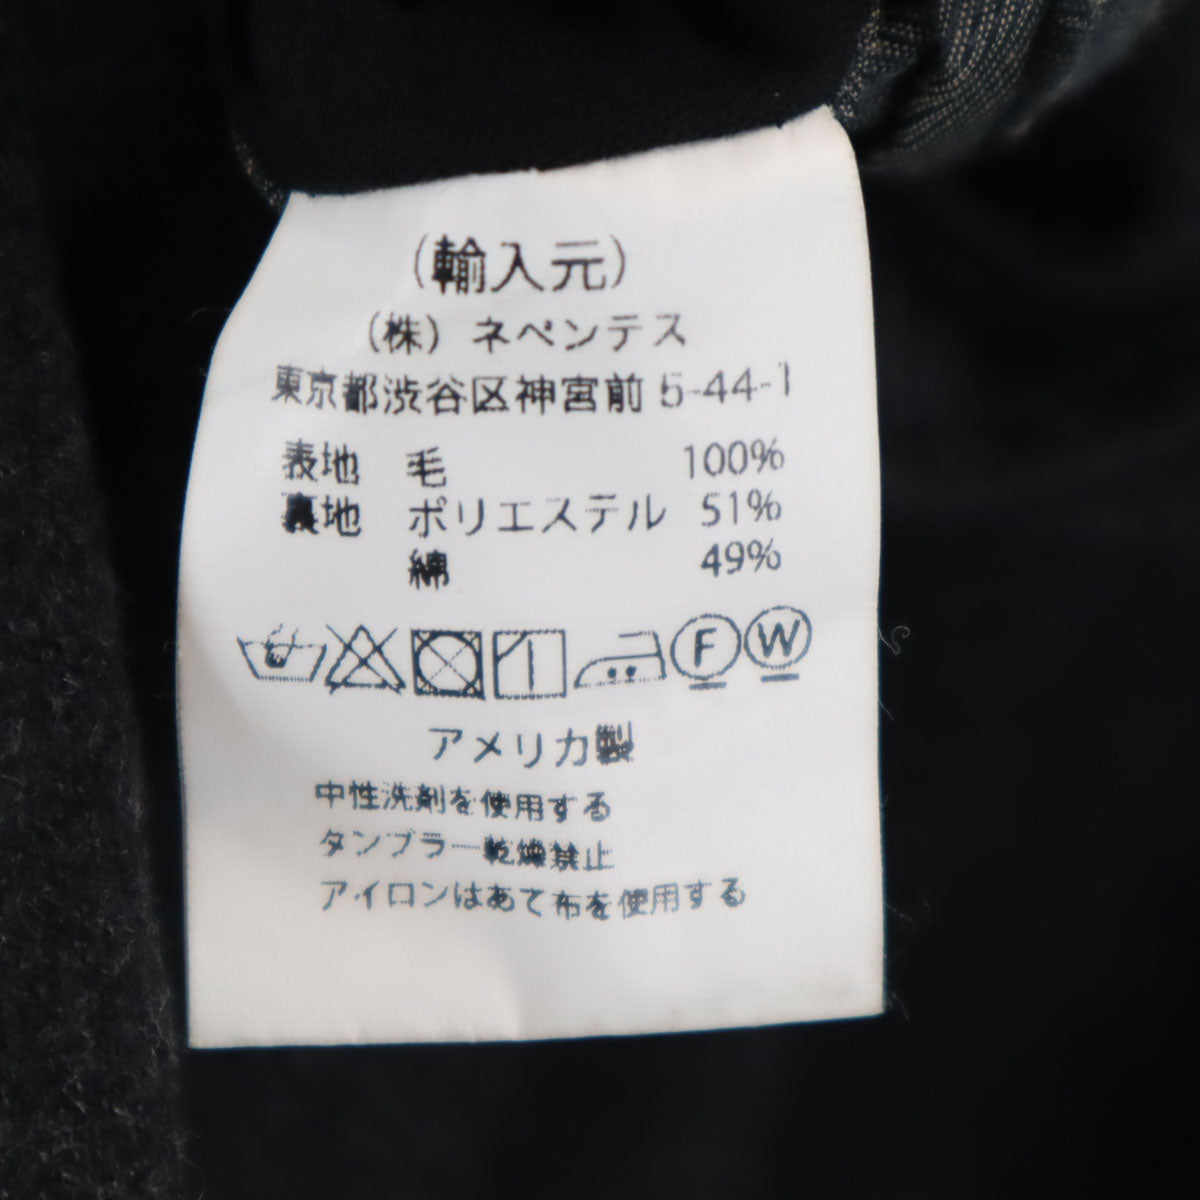 (輸入元)
(株) ネペンテス
東京都渋谷区神宮前 5-44-1
表地 毛 100%
裏地 ポリエステル 51%
綿 49%
F W
アメリカ製
中性洗剤を使用する
タンブラー乾燥禁止
アイロンはあて布を使用する